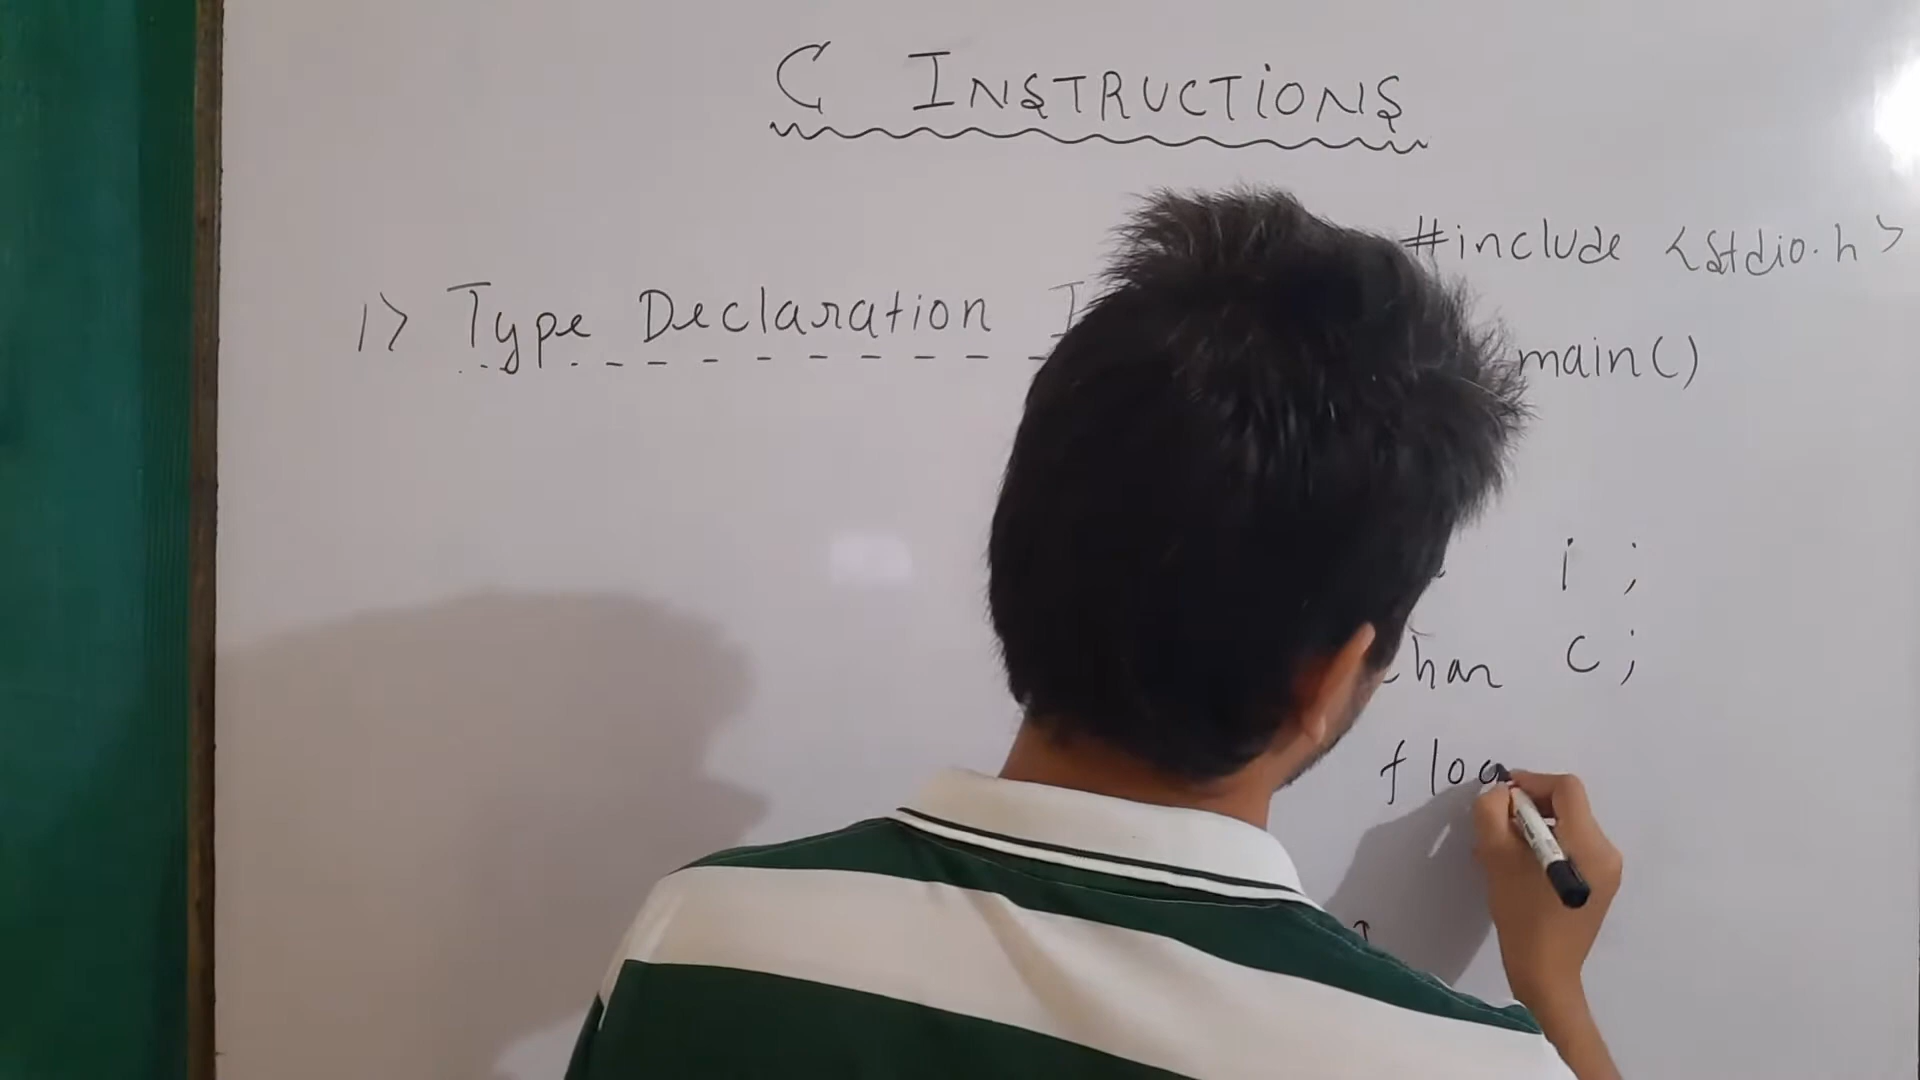 C INSTRUCTIONS
#include <stdio.h>
1> Type Declaration
main()
i ;
char c ;
floa